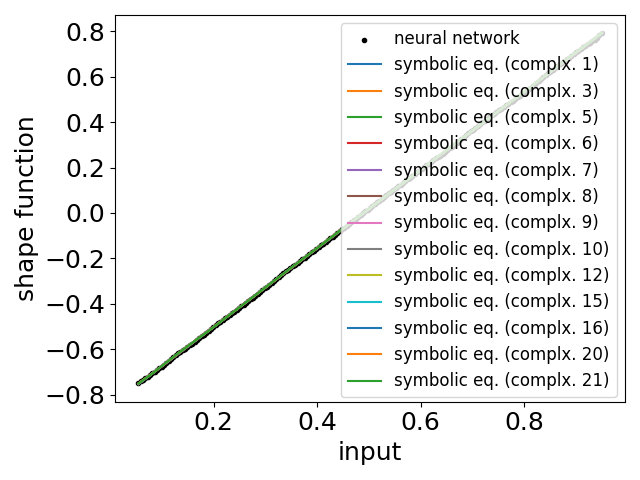 0.8
0.6
0.4
0.2
0.0
−0.2
−0.4
−0.6
−0.8
shape function
neural network
symbolic eq. (complx. 1)
symbolic eq. (complx. 3)
symbolic eq. (complx. 5)
symbolic eq. (complx. 6)
symbolic eq. (complx. 7)
symbolic eq. (complx. 8)
symbolic eq. (complx. 9)
symbolic eq. (complx. 10)
symbolic eq. (complx. 12)
symbolic eq. (complx. 15)
symbolic eq. (complx. 16)
symbolic eq. (complx. 20)
symbolic eq. (complx. 21)
0.2 0.4 0.6 0.8
input